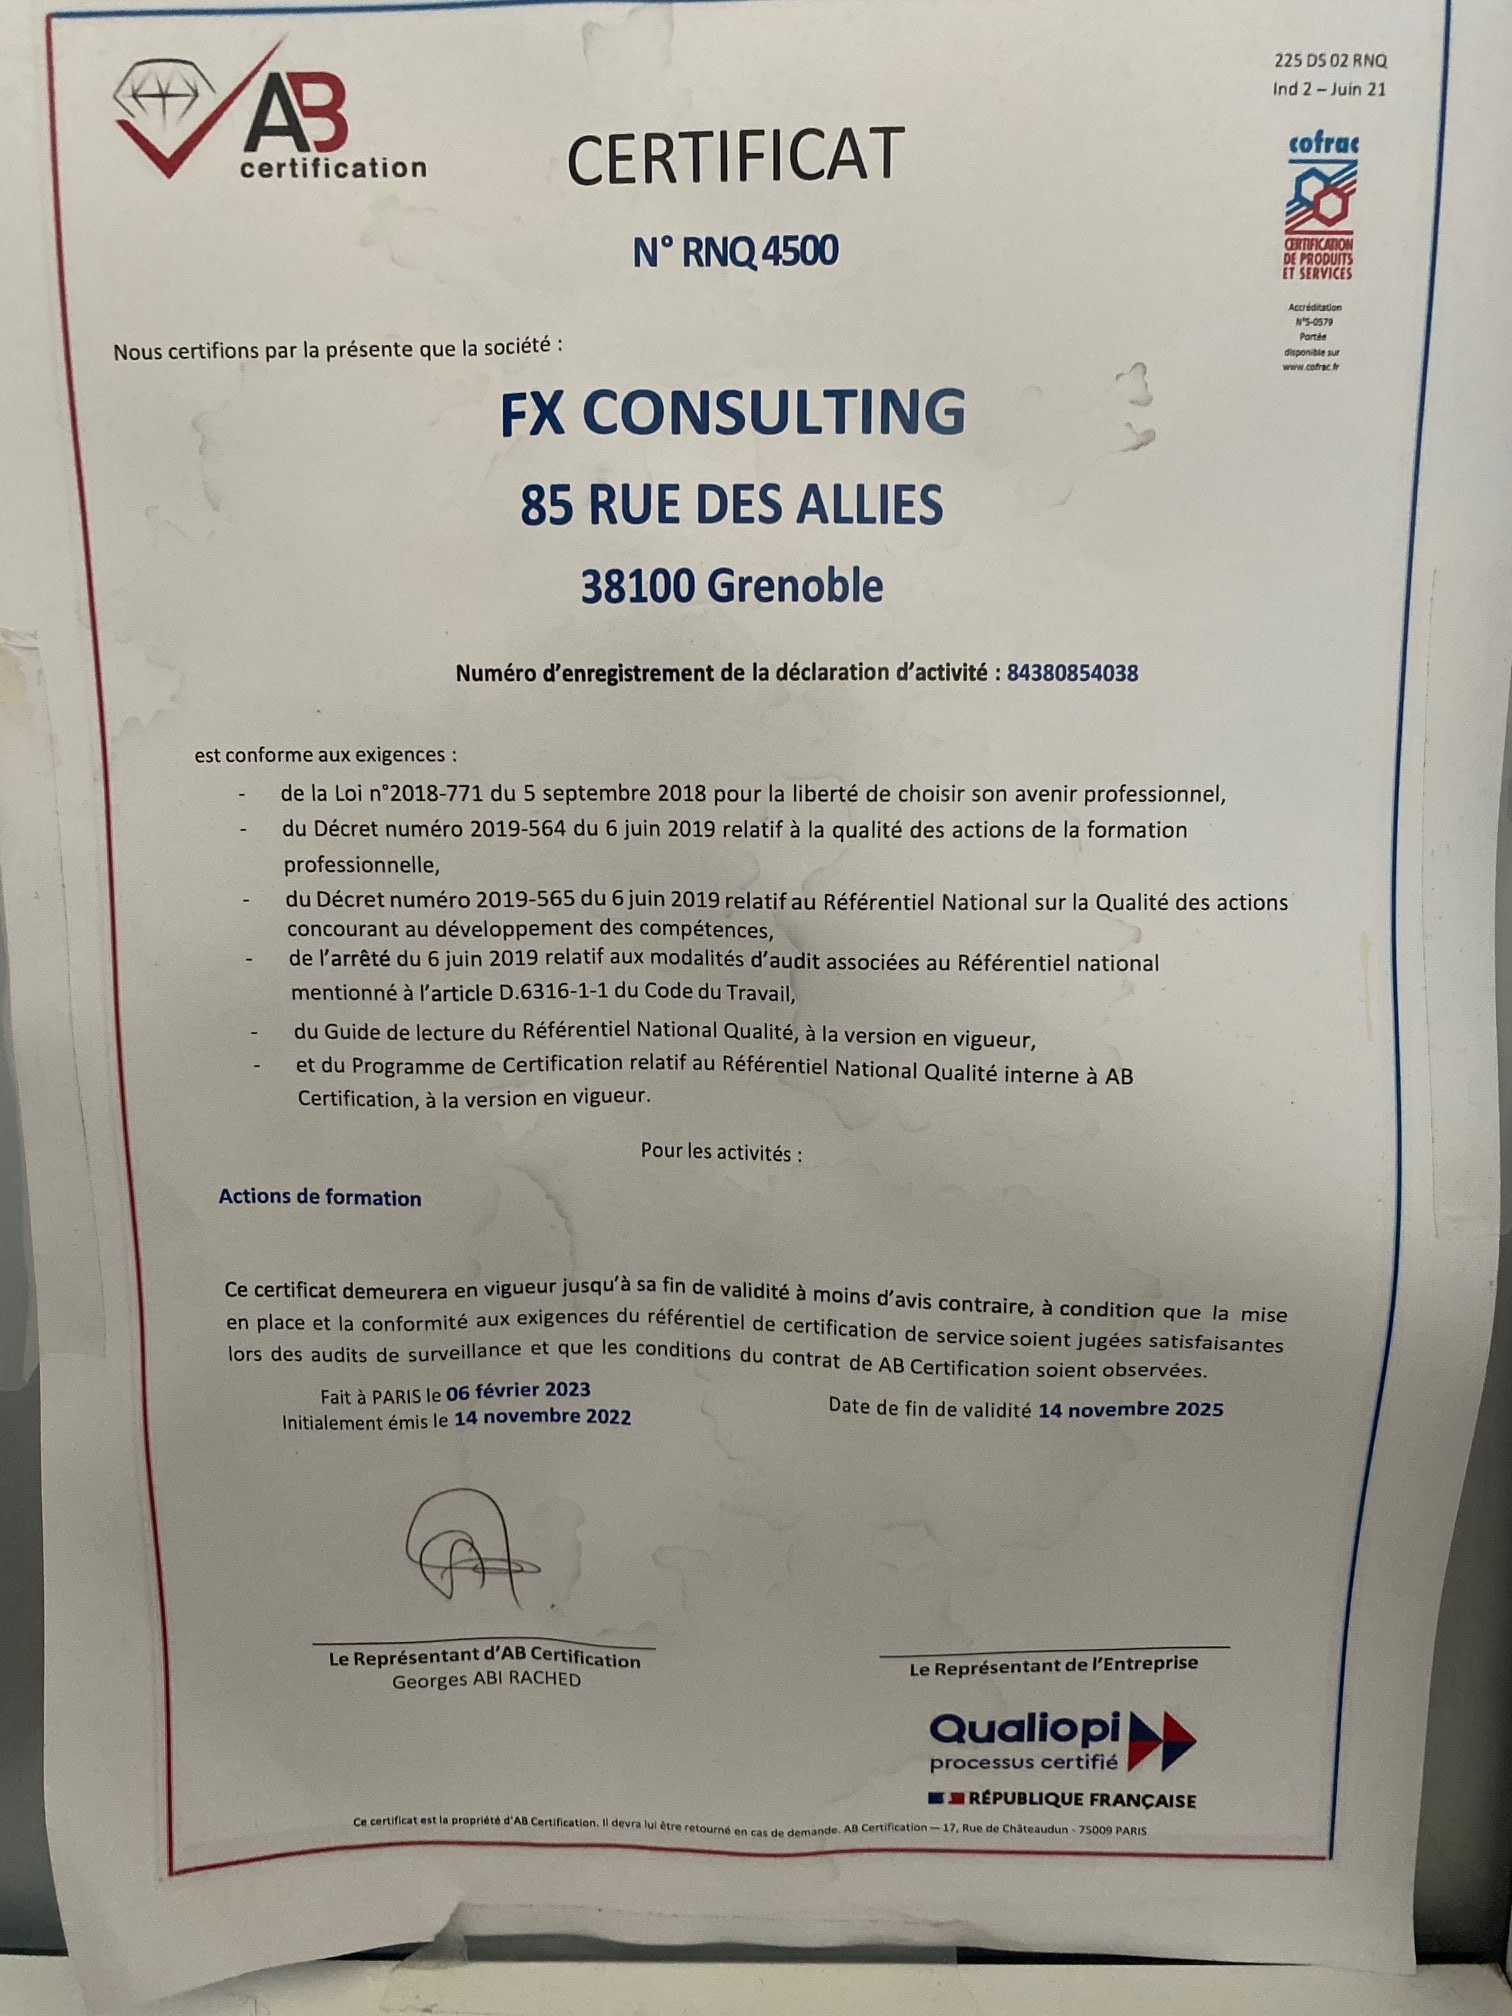 225 DS 02 RNQ
Ind 2 – Juin 21
AB
certification
CERTIFICAT
cofrac
CERTIFICATION
DE PRODUITS
ET SERVICES
N° RNQ 4500
Accréditation
N°5-0579
Portée
disponible sur
www.cofrac.fr
Nous certifions par la présente que la société :
FX CONSULTING
85 RUE DES ALLIES
38100 Grenoble
Numéro d’enregistrement de la déclaration d’activité : 84380854038
est conforme aux exigences :
- de la Loi n°2018-771 du 5 septembre 2018 pour la liberté de choisir son avenir professionnel,
- du Décret numéro 2019-564 du 6 juin 2019 relatif à la qualité des actions de la formation
professionnelle,
- du Décret numéro 2019-565 du 6 juin 2019 relatif au Référentiel National sur la Qualité des actions
concourant au développement des compétences,
- de l’arrêté du 6 juin 2019 relatif aux modalités d’audit associées au Référentiel national
mentionné à l’article D.6316-1-1 du Code du Travail,
- du Guide de lecture du Référentiel National Qualité, à la version en vigueur,
- et du Programme de Certification relatif au Référentiel National Qualité interne à AB
Certification, à la version en vigueur.
Pour les activités :
Actions de formation
Ce certificat demeurera en vigueur jusqu’à sa fin de validité à moins d’avis contraire, à condition que la mise
en place et la conformité aux exigences du référentiel de certification de service soient jugées satisfaisantes
lors des audits de surveillance et que les conditions du contrat de AB Certification soient observées.
Fait à PARIS le 06 février 2023
Initialement émis le 14 novembre 2022
Date de fin de validité 14 novembre 2025
Le Représentant d’AB Certification
Georges ABI RACHED
Le Représentant de l’Entreprise
Qualiopi
processus certifié
RÉPUBLIQUE FRANÇAISE
Ce certificat est la propriété d’AB Certification. Il devra lui être retourné en cas de demande. AB Certification — 17, Rue de Châteaudun - 75009 PARIS